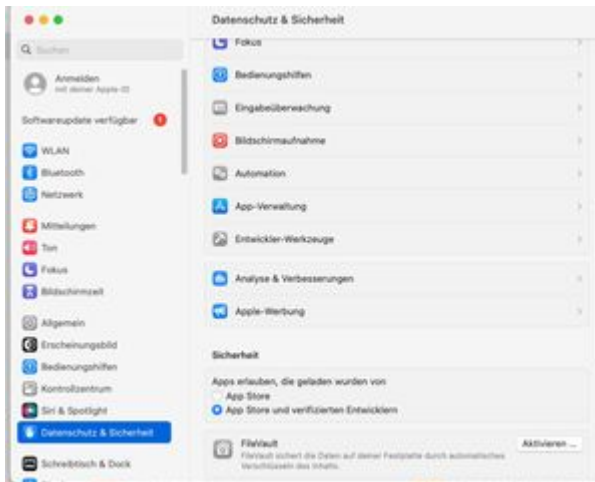 Datenschutz & Sicherheit
Suchen
Anmelden
mit deiner Apple-ID
Softwareupdate verfügbar 1
WLAN
Bluetooth
Netzwerk
Mitteilungen
Ton
Fokus
Bildschirmzeit
Allgemein
Erscheinungsbild
Bedienungshilfen
Kontrollzentrum
Siri & Spotlight
Datenschutz & Sicherheit
Schreibtisch & Dock
Fokus
Bedienungshilfen
Eingabeüberwachung
Bildschirmaufnahme
Automation
App-Verwaltung
Entwickler-Werkzeuge
Analyse & Verbesserungen
Apple-Werbung
Sicherheit
Apps erlauben, die geladen wurden von
App Store
App Store und verifizierten Entwicklern
FileVault
Aktivieren ...
FileVault sichert die Daten auf deiner Festplatte durch automatisches
Verschlüsseln des Inhalts.